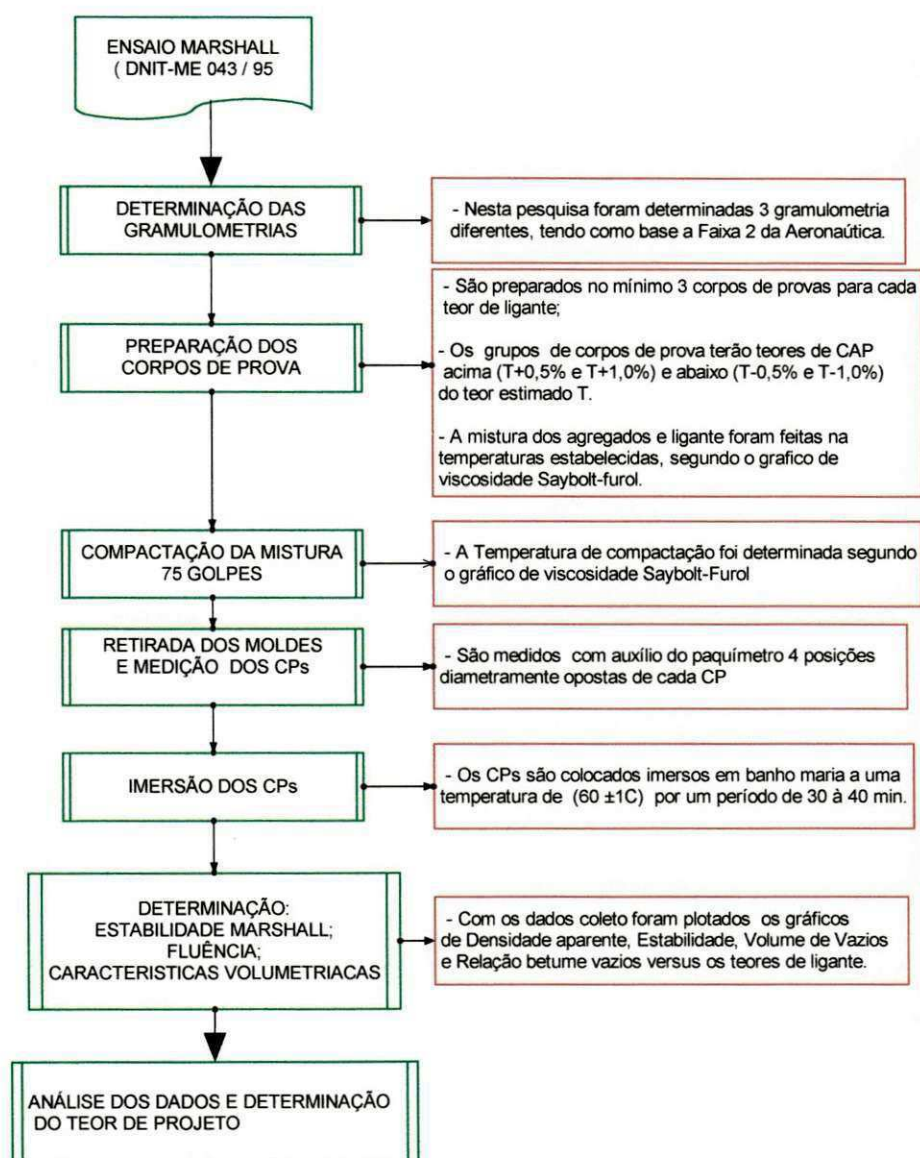 ENSAIO MARSHALL
( DNIT-ME 043 / 95
DETERMINAÇÃO DAS
GRAMULOMETRIAS
- Nesta pesquisa foram determinadas 3 gramulometria
diferentes, tendo como base a Faixa 2 da Aeronaútica.
PREPARAÇÃO DOS
CORPOS DE PROVA
- São preparados no mínimo 3 corpos de provas para cada
teor de ligante;
- Os grupos de corpos de prova terão teores de CAP
acima (T+0,5% e T+1,0%) e abaixo (T-0,5% e T-1,0%)
do teor estimado T.
- A mistura dos agregados e ligante foram feitas na
temperaturas estabelecidas, segundo o grafico de
viscosidade Saybolt-furol.
COMPACTAÇÃO DA MISTURA
75 GOLPES
- A Temperatura de compactação foi determinada segundo
o gráfico de viscosidade Saybolt-Furol
RETIRADA DOS MOLDES
E MEDIÇÃO DOS CPs
- São medidos com auxílio do paquímetro 4 posições
diametramente opostas de cada CP
IMERSÃO DOS CPs
- Os CPs são colocados imersos em banho maria a uma
temperatura de (60 ±1C) por um período de 30 à 40 min.
DETERMINAÇÃO:
ESTABILIDADE MARSHALL;
FLUÊNCIA;
CARACTERISTICAS VOLUMETRIACAS
- Com os dados coleto foram plotados os gráficos
de Densidade aparente, Estabilidade, Volume de Vazios
e Relação betume vazios versus os teores de ligante.
ANÁLISE DOS DADOS E DETERMINAÇÃO
DO TEOR DE PROJETO